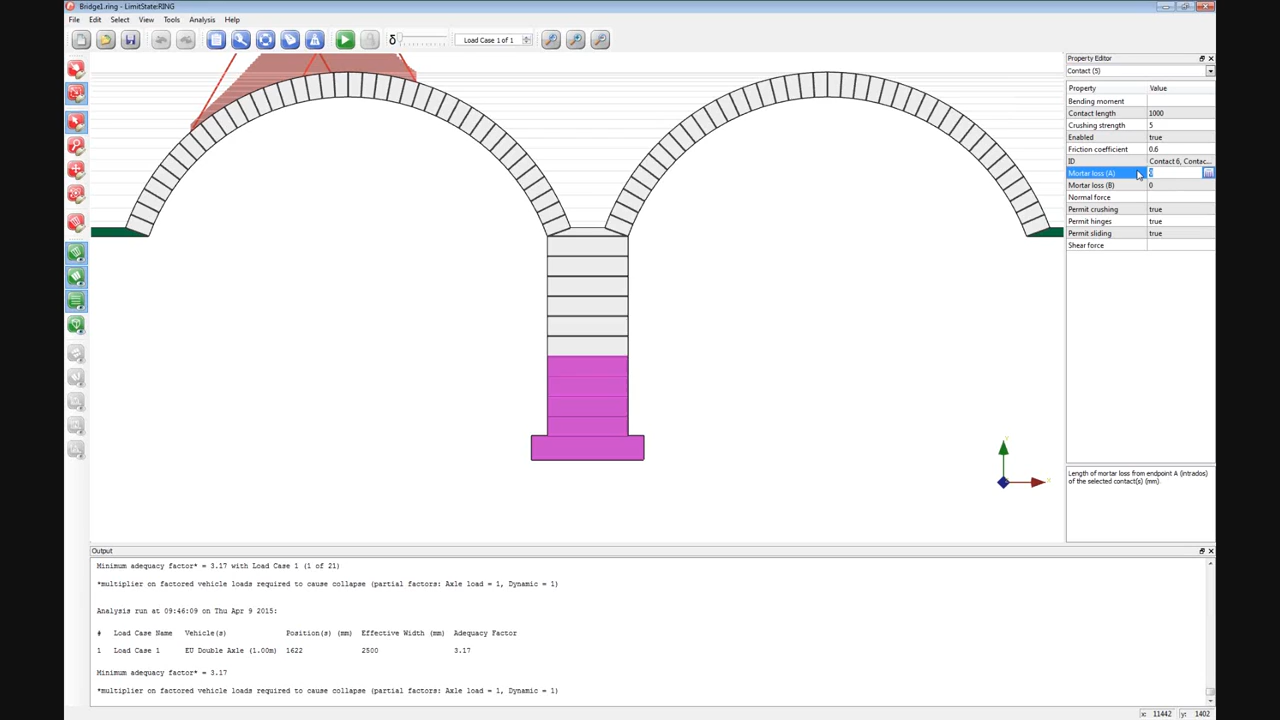 Bridge1.ring - LimitState:RING
File Edit Select View Tools Analysis Help
δ Load Case 1 of 1
Property Editor
Contact (5)
Property Value
Bending moment
Contact length 1000
Crushing strength 5
Enabled true
Friction coefficient 0.6
ID Contact 6, Contac...
Mortar loss (A) 0
Mortar loss (B) 0
Normal force
Permit crushing true
Permit hinges true
Permit sliding true
Shear force
Length of mortar loss from endpoint A (intrados)
of the selected contact(s) (mm).
Output
Minimum adequacy factor* = 3.17 with Load Case 1 (1 of 21)
*multiplier on factored vehicle loads required to cause collapse (partial factors: Axle load = 1, Dynamic = 1)
Analysis run at 09:46:09 on Thu Apr 9 2015:
# Load Case Name Vehicle(s) Position(s) (mm) Effective Width (mm) Adequacy Factor
1 Load Case 1 EU Double Axle (1.00m) 1622 2500 3.17
Minimum adequacy factor* = 3.17
*multiplier on factored vehicle loads required to cause collapse (partial factors: Axle load = 1, Dynamic = 1)
x: 11442 y: 1402